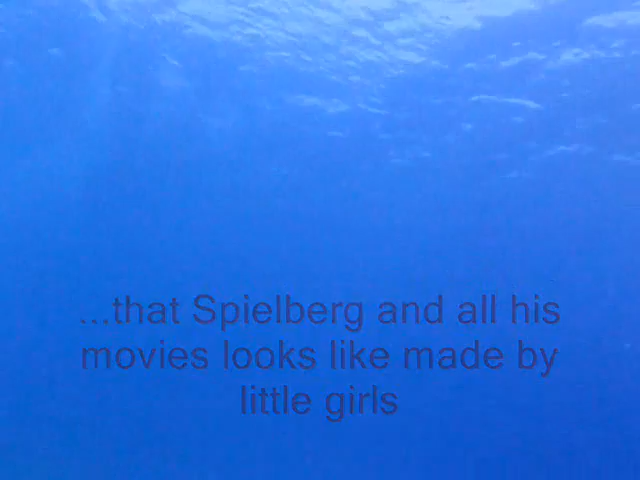 ...that Spielberg and all his
movies looks like made by
little girls